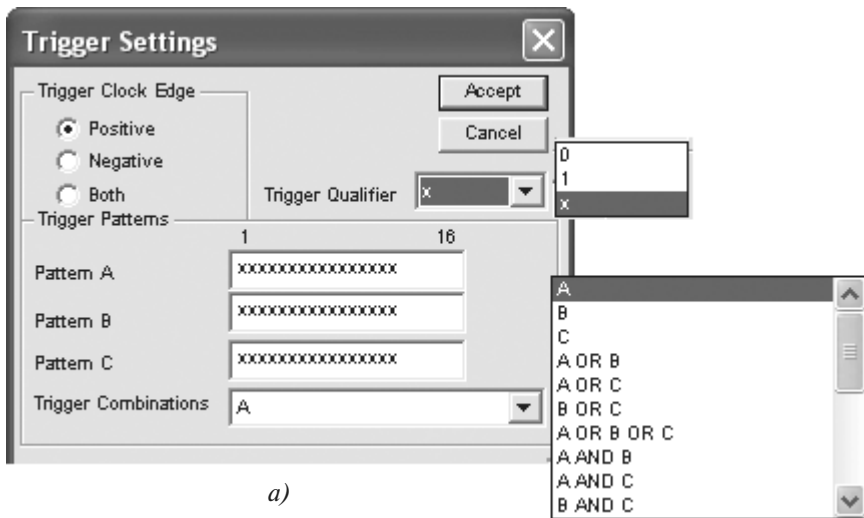 Trigger Settings
Trigger Clock Edge
Positive
Negative
Both
Accept
Cancel
Trigger Qualifier
x
0
1
x
Trigger Patterns
1 16
Pattern A xxxxxxxxxxxxxxxx
Pattern B xxxxxxxxxxxxxxxx
Pattern C xxxxxxxxxxxxxxxx
Trigger Combinations A
A
B
C
A OR B
A OR C
B OR C
A OR B OR C
A AND B
A AND C
B AND C
a)